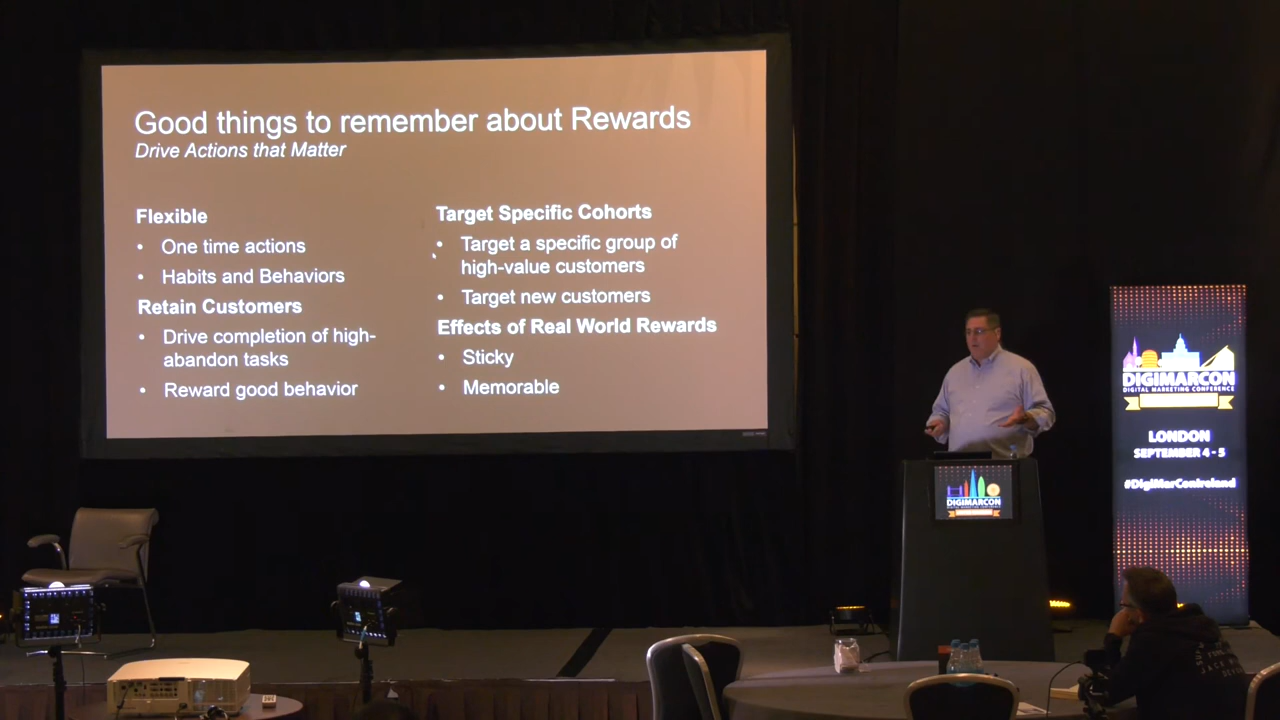 Good things to remember about Rewards
Drive Actions that Matter
Flexible
• One time actions
• Habits and Behaviors
Retain Customers
• Drive completion of high-
abandon tasks
• Reward good behavior
Target Specific Cohorts
• Target a specific group of
high-value customers
• Target new customers
Effects of Real World Rewards
• Sticky
• Memorable
DIGIMARCON
DIGITAL MARKETING CONFERENCE
LONDON
SEPTEMBER 4 - 5
#DigiMarConIreland
DIGIMARCON
DIGITAL MARKETING CONFERENCE